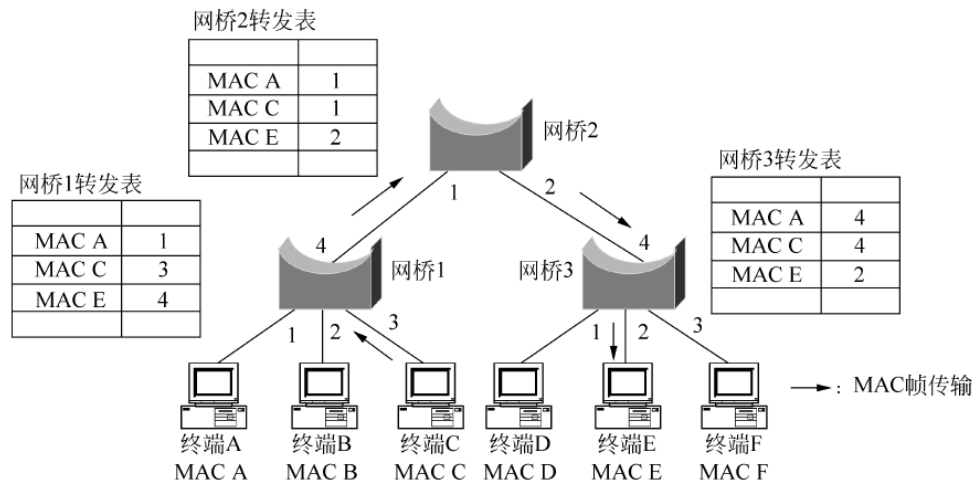 网桥2转发表
MAC A 1
MAC C 1
MAC E 2
网桥2
网桥1转发表
MAC A 1
MAC C 3
MAC E 4
网桥3转发表
MAC A 4
MAC C 4
MAC E 2
1 2
4 4
网桥1 网桥3
1 2 3 1 2 3
→：MAC帧传输
终端A 终端B 终端C 终端D 终端E 终端F
MAC A MAC B MAC C MAC D MAC E MAC F